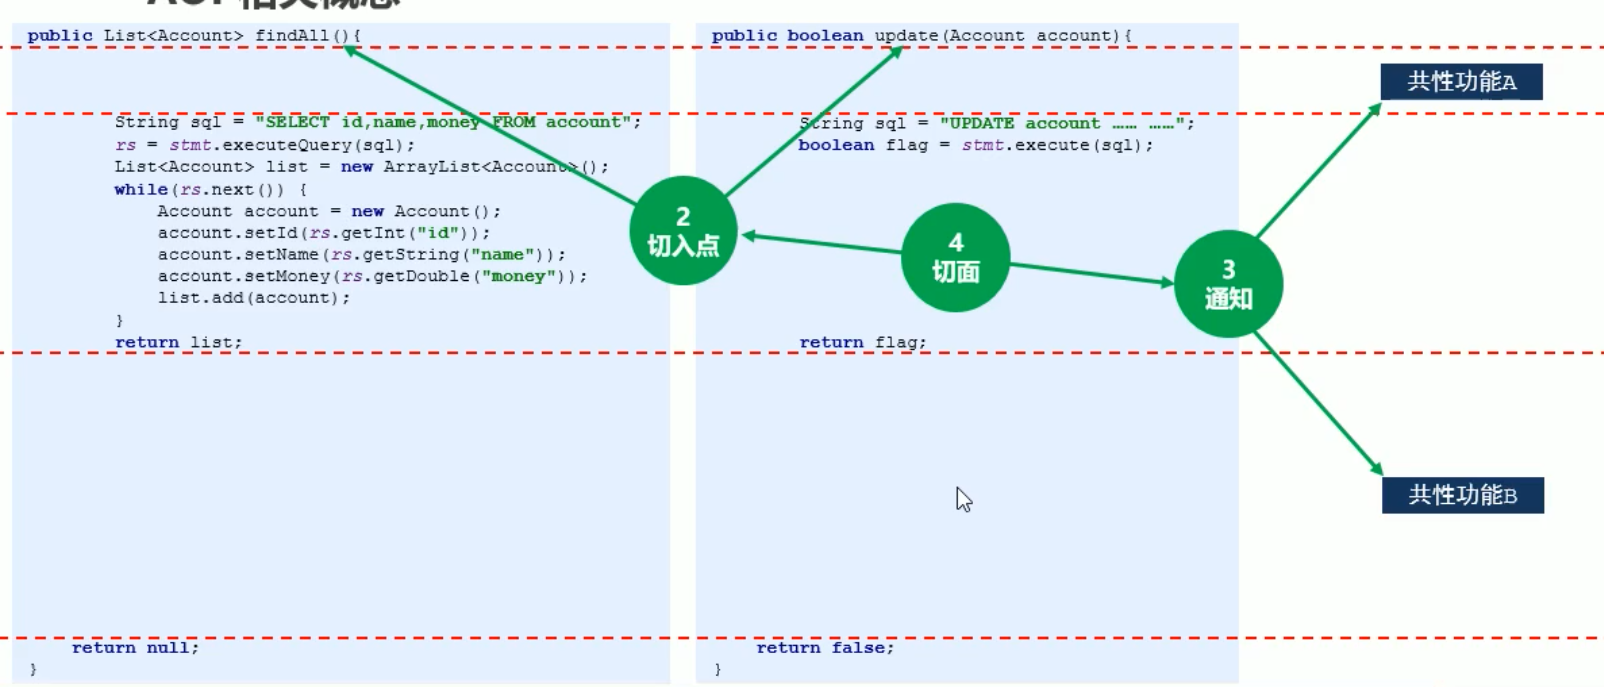 相关概念
public List<Account> findAll(){
String sql = "SELECT id,name,money FROM account";
rs = stmt.executeQuery(sql);
List<Account> list = new ArrayList<Account>();
while(rs.next()) {
Account account = new Account();
account.setId(rs.getInt("id"));
account.setName(rs.getString("name"));
account.setMoney(rs.getDouble("money"));
list.add(account);
}
return list;
return null;
}
public boolean update(Account account){
String sql = "UPDATE account …… ……";
boolean flag = stmt.execute(sql);
return flag;
return false;
}
2
切入点
4
切面
3
通知
共性功能A
共性功能B